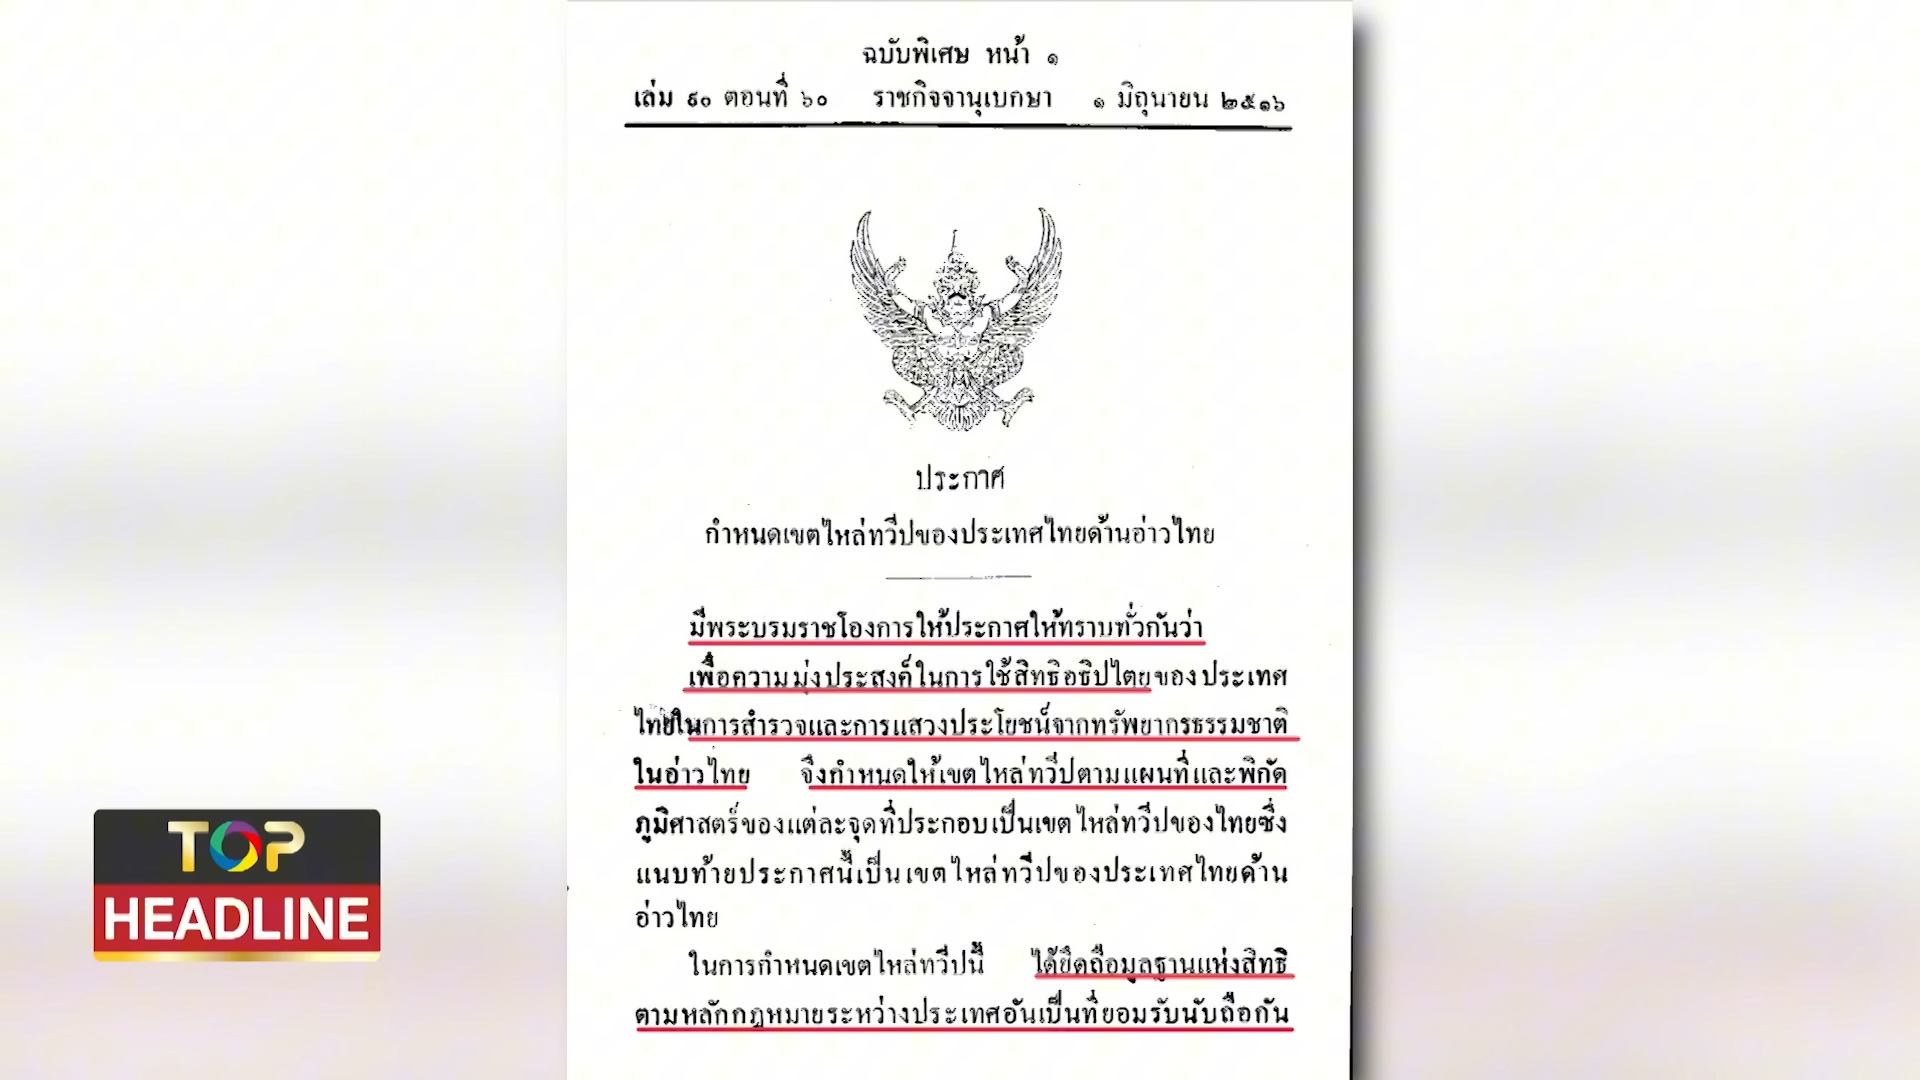 ฉบับพิเศษ หน้า ๑
เล่ม ๙๐ ตอนที่ ๖๐ ราชกิจจานุเบกษา ๑ มิถุนายน ๒๕๑๖
ประกาศ
กำหนดเขตไหล่ทวีปของประเทศไทยด้านอ่าวไทย
มีพระบรมราชโองการให้ประกาศให้ทราบทั่วกันว่า
เพื่อความมุ่งประสงค์ในการใช้สิทธิอธิปไตยของประเทศ
ไทยในการสำรวจและการแสวงประโยชน์จากทรัพยากรธรรมชาติ
ในอ่าวไทย จึงกำหนดให้เขตไหล่ทวีปตามแผนที่และพิกัด
ภูมิศาสตร์ของแต่ละจุดที่ประกอบเป็นเขตไหล่ทวีปของไทยซึ่ง
แนบท้ายประกาศนี้เป็นเขตไหล่ทวีปของประเทศไทยด้าน
อ่าวไทย
ในการกำหนดเขตไหล่ทวีปนี้ ได้ยึดถือมูลฐานแห่งสิทธิ
ตามหลักกฎหมายระหว่างประเทศอันเป็นที่ยอมรับนับถือกัน
TOP
HEADLINE